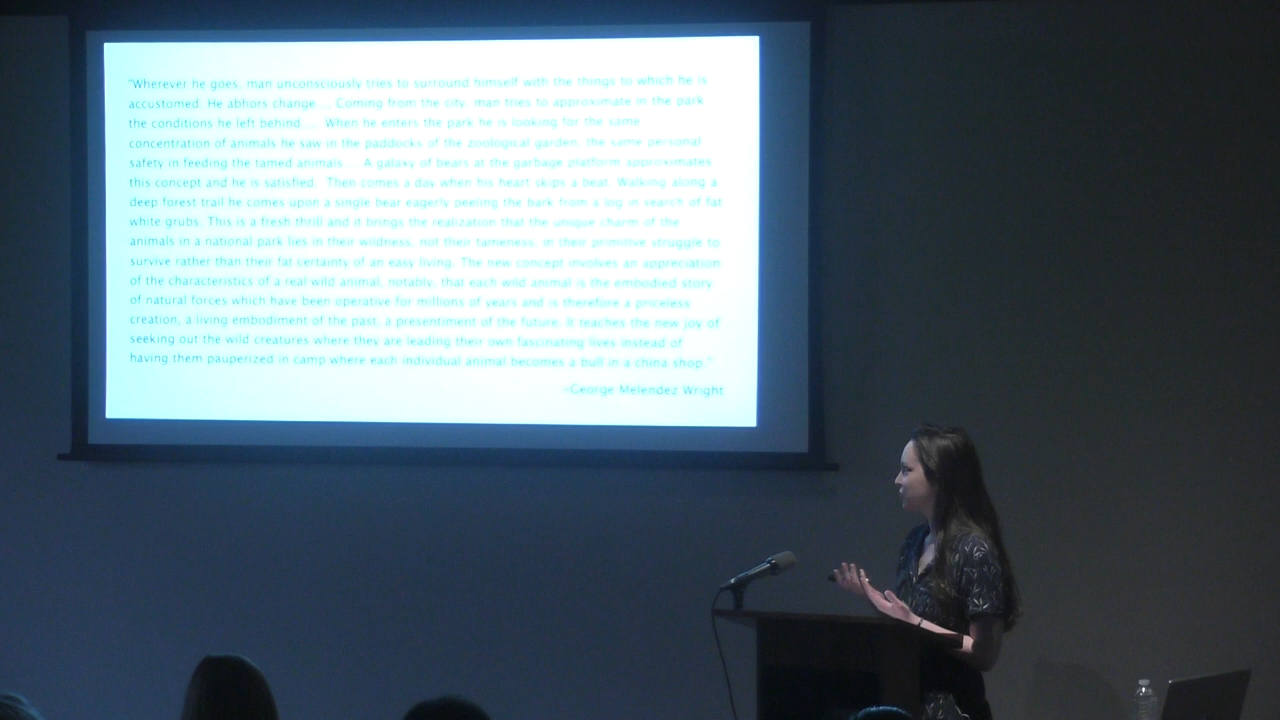 "Wherever he goes, man unconsciously tries to surround himself with the things to which he is
accustomed. He abhors change.... Coming from the city, man tries to approximate in the park
the conditions he left behind.... When he enters the park he is looking for the same
concentration of animals he saw in the paddocks of the zoological garden, the same personal
safety in feeding the tamed animals.... A galaxy of bears at the garbage platform approximates
this concept and he is satisfied. Then comes a day when his heart skips a beat. Walking along a
deep forest trail he comes upon a single bear eagerly peeling the bark from a log in search of fat
white grubs. This is a fresh thrill and it brings the realization that the unique charm of the
animals in a national park lies in their wildness, not their tameness, in their primitive struggle to
survive rather than their fat certainty of an easy living. The new concept involves an appreciation
of the characteristics of a real wild animal, notably, that each wild animal is the embodied story
of natural forces which have been operative for millions of years and is therefore a priceless
creation, a living embodiment of the past, a presentiment of the future. It teaches the new joy of
seeking out the wild creatures where they are leading their own fascinating lives instead of
having them pauperized in camp where each individual animal becomes a bull in a china shop."
-George Melendez Wright